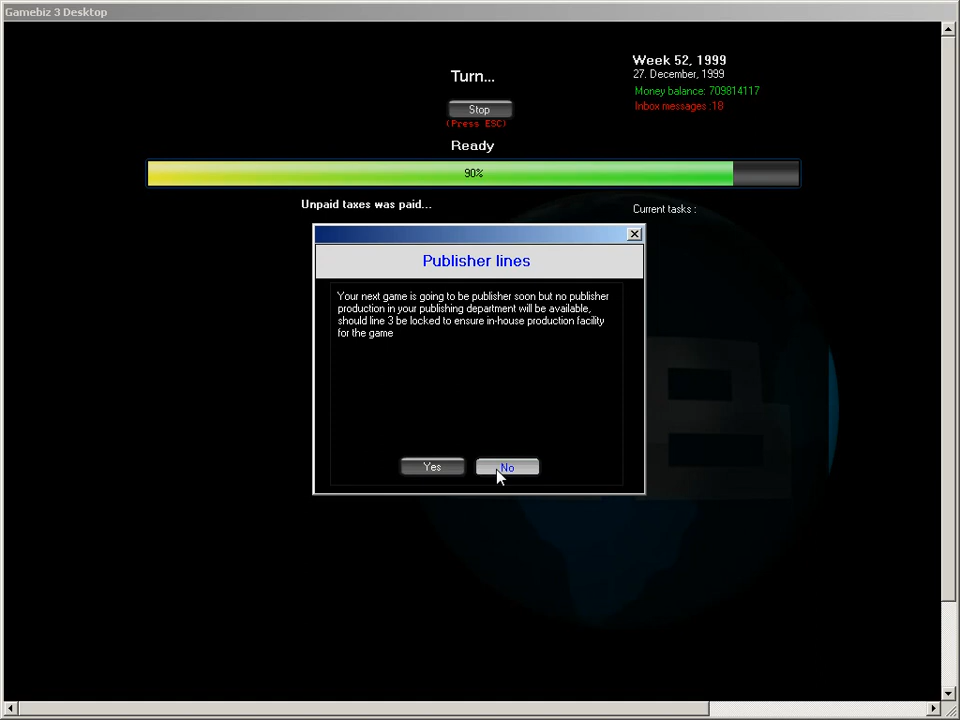 Gamebiz 3 Desktop
Turn...
Stop
(Press ESC)
Ready
Week 52, 1999
27. December, 1999
Money balance: 709814117
Inbox messages :18
90%
Unpaid taxes was paid...
Current tasks :
Publisher lines
Your next game is going to be publisher soon but no publisher
production in your publishing department will be available,
should line 3 be locked to ensure in-house production facility
for the game
Yes
No